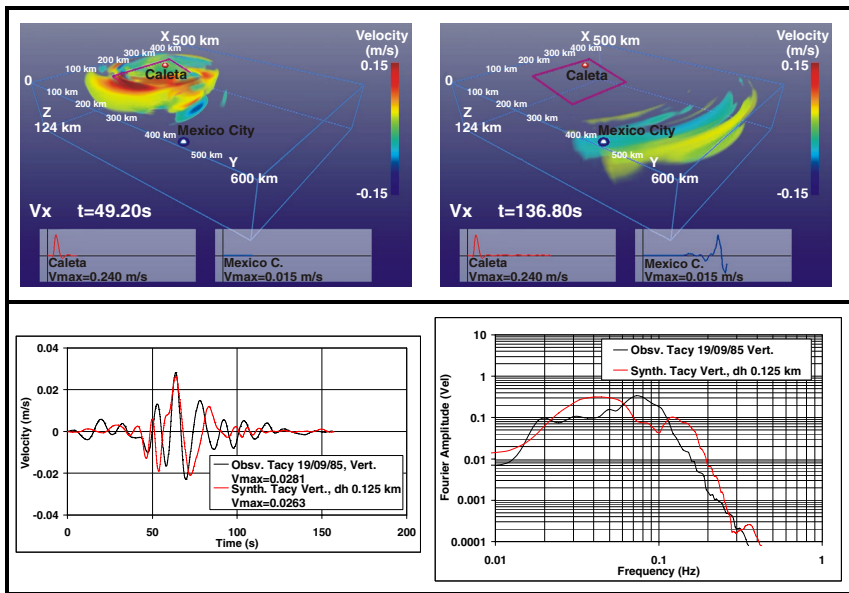 X 500 km
400 km
300 km
200 km
100 km
0
Caleta
Z
124 km
100 km
200 km
300 km
400 km
500 km
Mexico City
Y
600 km
Velocity
(m/s)
0.15
-0.15
Vx t=49.20s
Caleta
Vmax=0.240 m/s
Mexico C.
Vmax=0.015 m/s
X 500 km
400 km
300 km
200 km
100 km
0
Caleta
Z
124 km
100 km
200 km
300 km
400 km
500 km
Mexico City
Y
600 km
Velocity
(m/s)
0.15
-0.15
Vx t=136.80s
Caleta
Vmax=0.240 m/s
Mexico C.
Vmax=0.015 m/s
Velocity (m/s)
0.04
0.02
0
-0.02
-0.04
0 50 100 150 200
Time (s)
Obsv. Tacy 19/09/85, Vert.
Vmax=0.0281
Synth. Tacy Vert., dh 0.125 km
Vmax=0.0263
Fourier Amplitude (Vel)
10
1
0.1
0.01
0.001
0.0001
0.01 0.1 1
Frequency (Hz)
Obsv. Tacy 19/09/85 Vert.
Synth. Tacy Vert., dh 0.125 km